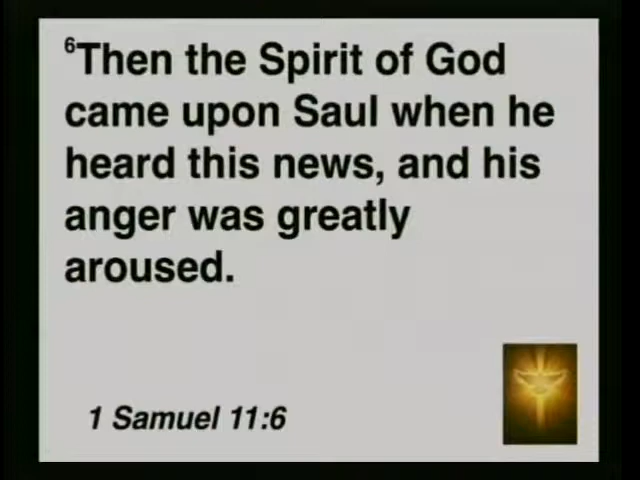 ⁶Then the Spirit of God
came upon Saul when he
heard this news, and his
anger was greatly
aroused.
1 Samuel 11:6